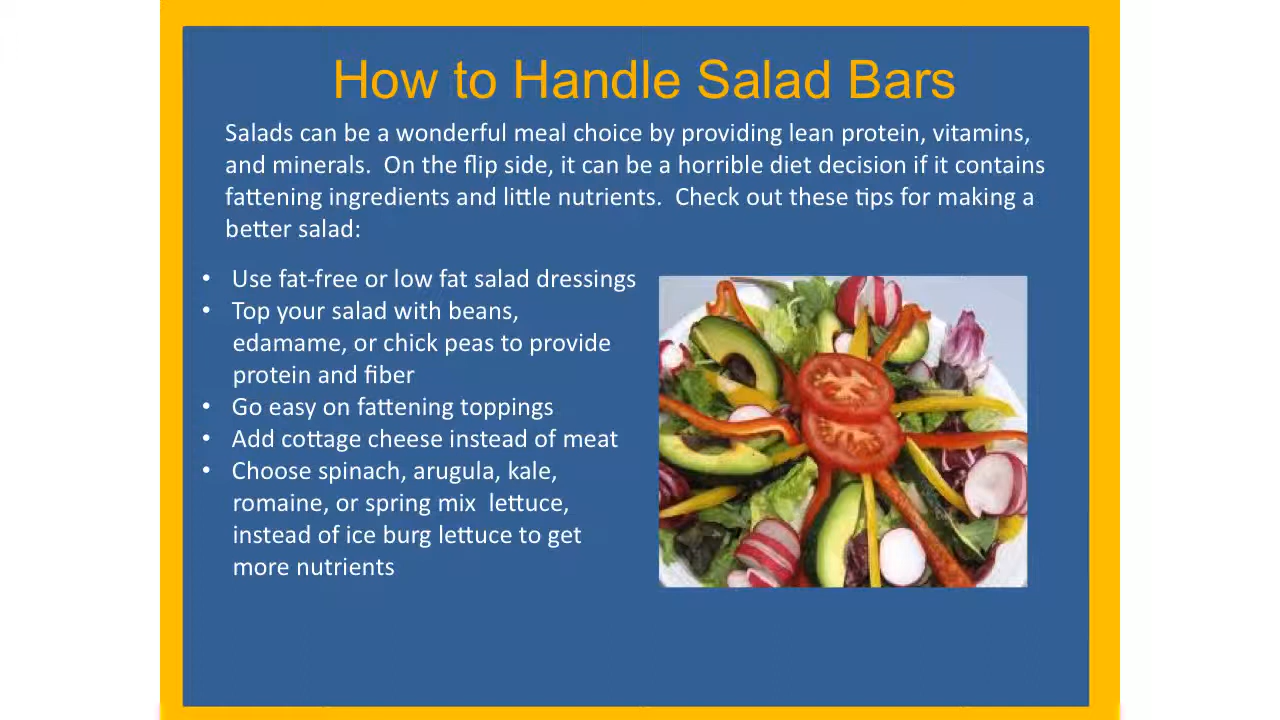 How to Handle Salad Bars
Salads can be a wonderful meal choice by providing lean protein, vitamins,
and minerals.  On the flip side, it can be a horrible diet decision if it contains
fattening ingredients and little nutrients.  Check out these tips for making a
better salad:
• Use fat-free or low fat salad dressings
• Top your salad with beans,
edamame, or chick peas to provide
protein and fiber
• Go easy on fattening toppings
• Add cottage cheese instead of meat
• Choose spinach, arugula, kale,
romaine, or spring mix  lettuce,
instead of ice burg lettuce to get
more nutrients